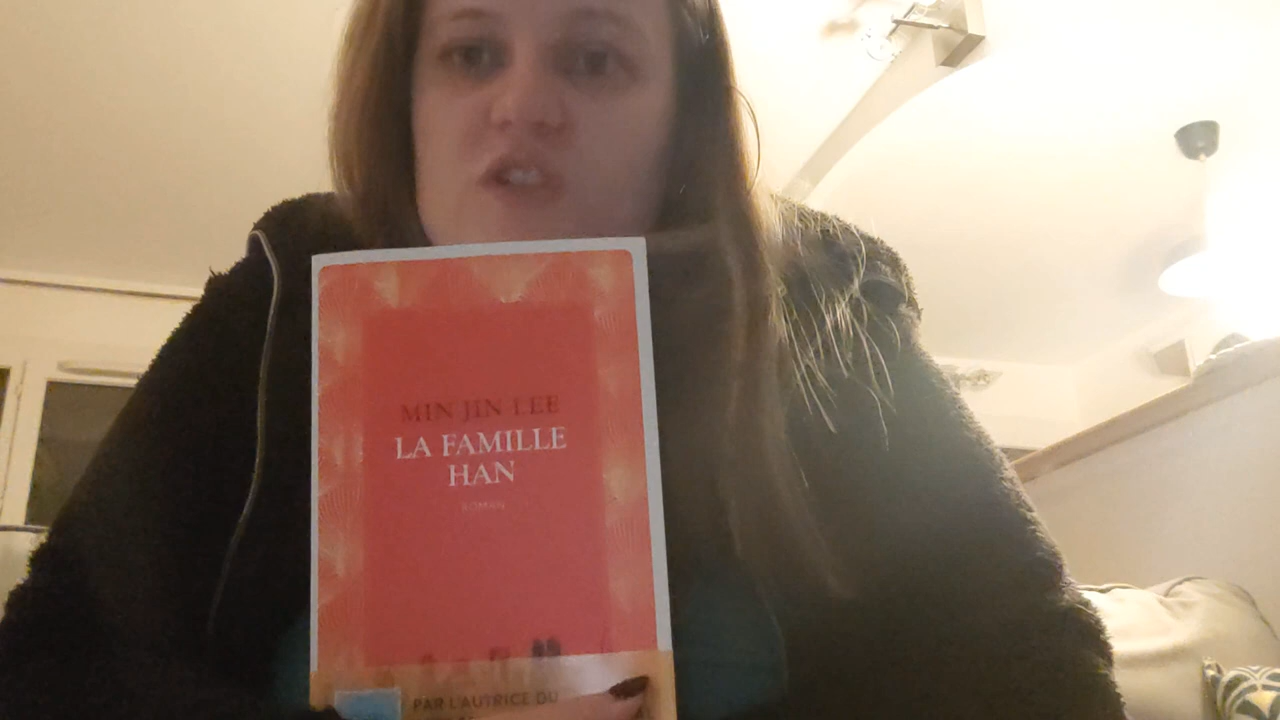 MIN JIN LEE
LA FAMILLE
HAN
ROMAN
PAR L'AUTRICE DU